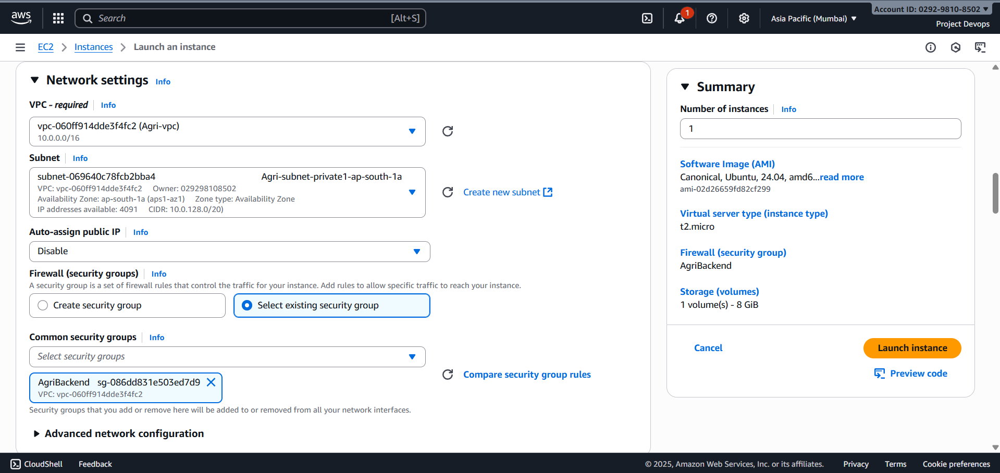 aws
Search
[Alt+S]
1
Asia Pacific (Mumbai)
Account ID: 0292-9810-8502
Project Devops
EC2
Instances
Launch an instance
Network settings
Info
VPC - required
Info
vpc-060ff914dde3f4fc2 (Agri-vpc)
10.0.0.0/16
Subnet
Info
subnet-069640c78fcb2bba4 Agri-subnet-private1-ap-south-1a
VPC: vpc-060ff914dde3f4fc2 Owner: 029298108502
Availability Zone: ap-south-1a (aps1-az1) Zone type: Availability Zone
IP addresses available: 4091 CIDR: 10.0.128.0/20)
Create new subnet
Auto-assign public IP
Info
Disable
Firewall (security groups)
Info
A security group is a set of firewall rules that control the traffic for your instance. Add rules to allow specific traffic to reach your instance.
Create security group
Select existing security group
Common security groups
Info
Select security groups
AgriBackend sg-086dd831e503ed7d9
VPC: vpc-060ff914dde3f4fc2
Compare security group rules
Security groups that you add or remove here will be added to or removed from all your network interfaces.
Advanced network configuration
Summary
Number of instances
Info
1
Software Image (AMI)
Canonical, Ubuntu, 24.04, amd6...read more
ami-02d26659fd82cf299
Virtual server type (instance type)
t2.micro
Firewall (security group)
AgriBackend
Storage (volumes)
1 volume(s) - 8 GiB
Cancel
Launch instance
Preview code
CloudShell
Feedback
© 2025, Amazon Web Services, Inc. or its affiliates.
Privacy
Terms
Cookie preferences